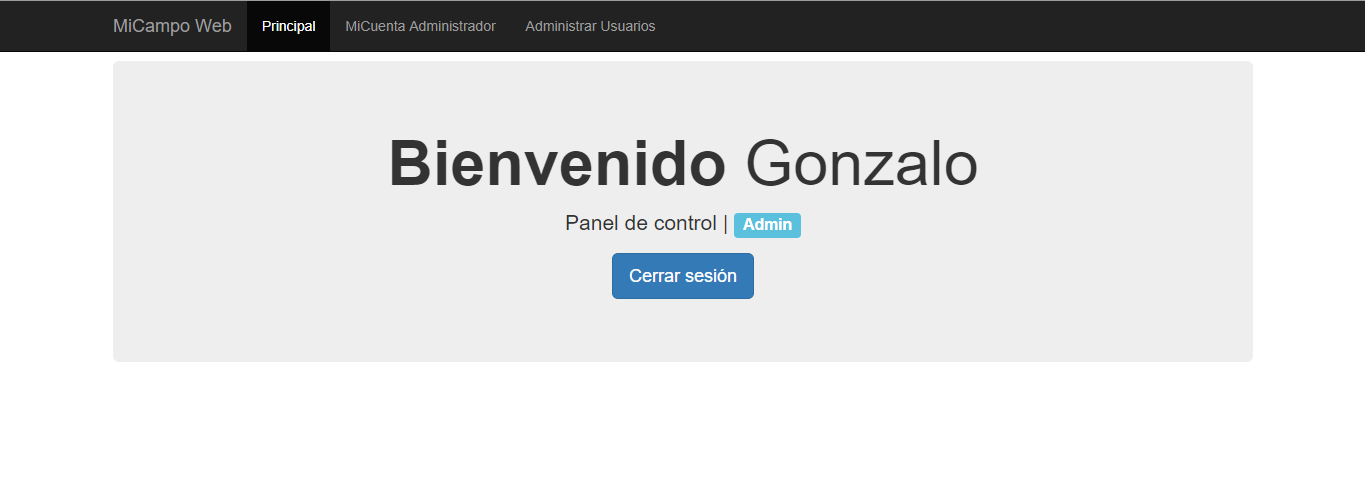 MiCampo Web Principal MiCuenta Administrador Administrar Usuarios
Bienvenido Gonzalo
Panel de control | Admin
Cerrar sesión